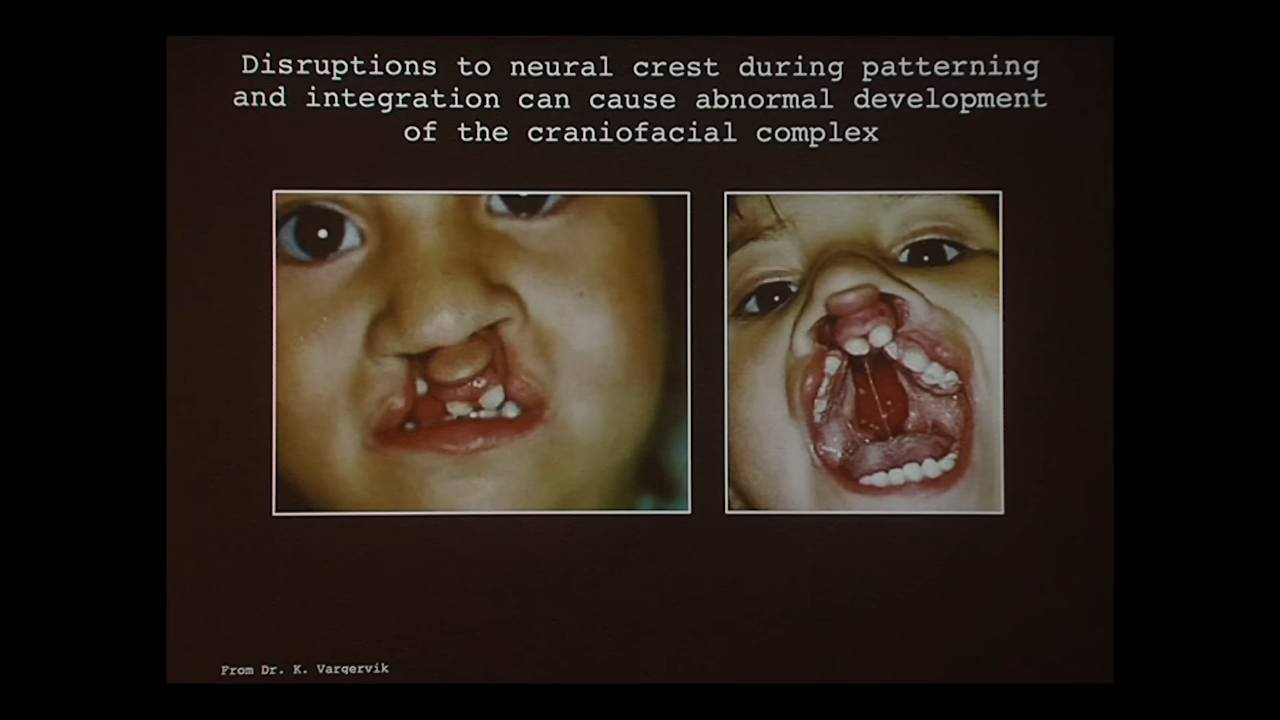 Disruptions to neural crest during patterning
and integration can cause abnormal development
of the craniofacial complex
From Dr. K. Vargervik